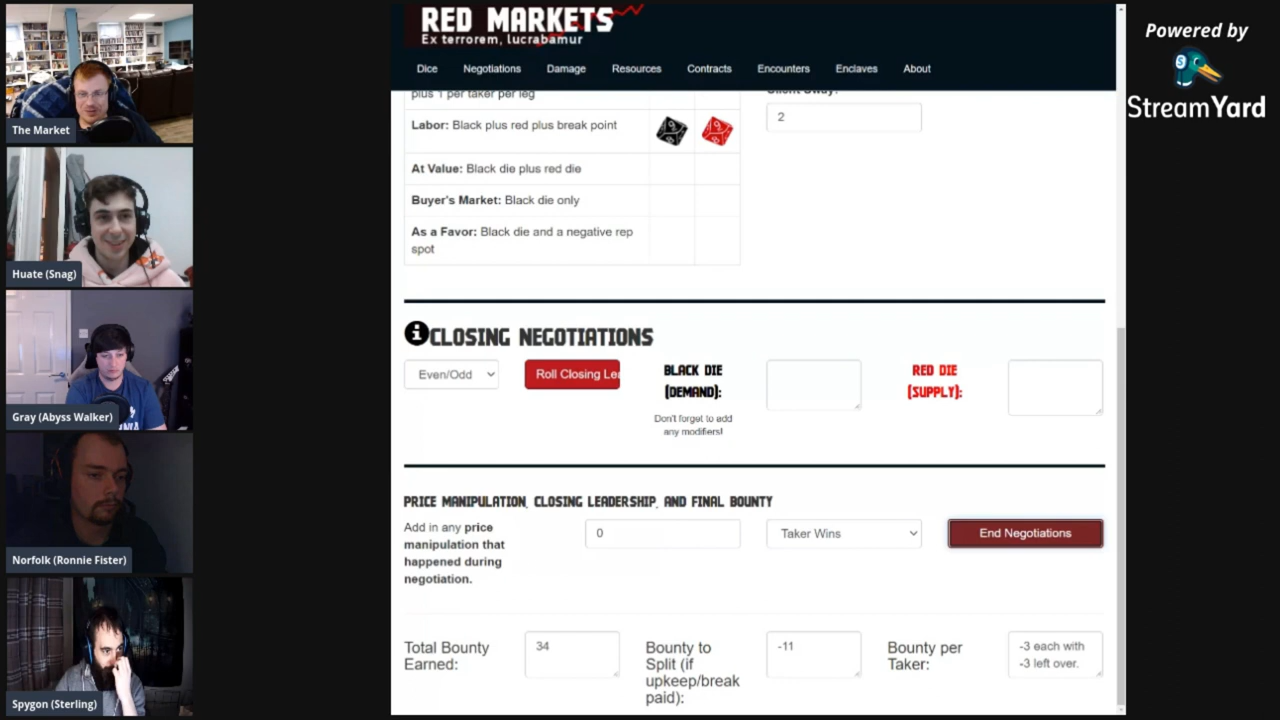 RED MARKETS
Ex terrorem, lucrabamur
Dice Negotiations Damage Resources Contracts Encounters Enclaves About
plus 1 per taker per leg
2
Labor: Black plus red plus break point
At Value: Black die plus red die
Buyer's Market: Black die only
As a Favor: Black die and a negative rep
spot
CLOSING NEGOTIATIONS
Even/Odd
Roll Closing Le
BLACK DIE
(DEMAND):
Don't forget to add
any modifiers!
RED DIE
(SUPPLY):
PRICE MANIPULATION, CLOSING LEADERSHIP, AND FINAL BOUNTY
Add in any price
manipulation that
happened during
negotiation.
0
Taker Wins
End Negotiations
Total Bounty
Earned:
34
Bounty to
Split (if
upkeep/break
paid):
-11
Bounty per
Taker:
-3 each with
-3 left over.
The Market
Huate (Snag)
Gray (Abyss Walker)
Norfolk (Ronnie Fister)
Spygon (Sterling)
Powered by
StreamYard